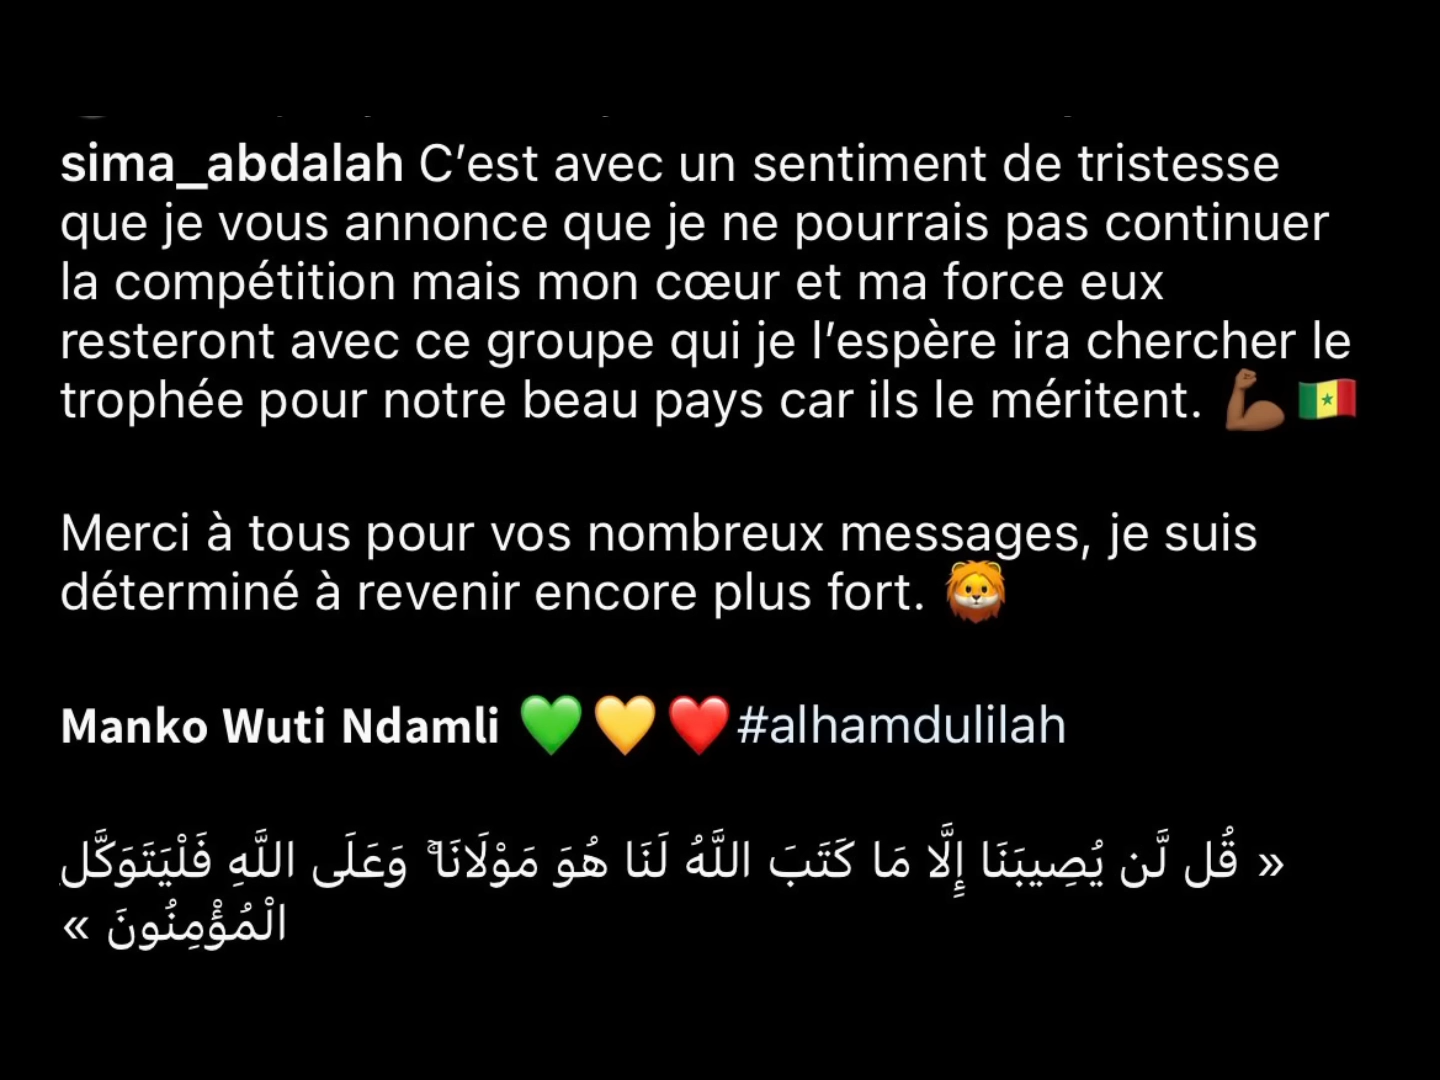 sima_abdalah C’est avec un sentiment de tristesse
que je vous annonce que je ne pourrais pas continuer
la compétition mais mon cœur et ma force eux
resteront avec ce groupe qui je l’espère ira chercher le
trophée pour notre beau pays car ils le méritent. 💪🏾🇸🇳
Merci à tous pour vos nombreux messages, je suis
déterminé à revenir encore plus fort. 🦁
Manko Wuti Ndamli 💚💛❤️#alhamdulilah
« قُل لَّن يُصِيبَنَا إِلَّا مَا كَتَبَ اللَّهُ لَنَا هُوَ مَوْلَانَا ۚ وَعَلَى اللَّهِ فَلْيَتَوَكَّلِ
الْمُؤْمِنُونَ »